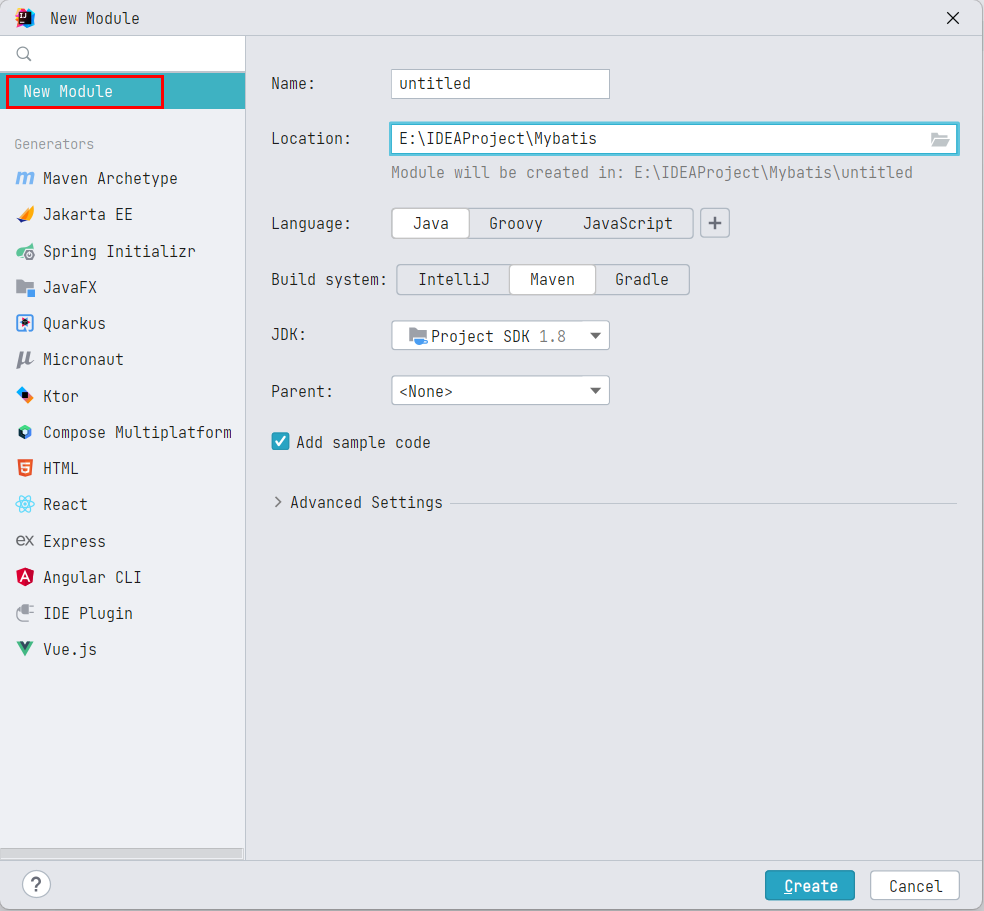 New Module
New Module
Generators
Maven Archetype
Jakarta EE
Spring Initializr
JavaFX
Quarkus
Micronaut
Ktor
Compose Multiplatform
HTML
React
Express
Angular CLI
IDE Plugin
Vue.js
Name: untitled
Location: E:\IDEAProject\Mybatis
Module will be created in: E:\IDEAProject\Mybatis\untitled
Language: Java Groovy JavaScript +
Build system: IntelliJ Maven Gradle
JDK: Project SDK 1.8
Parent: <None>
Add sample code
Advanced Settings
? Create Cancel